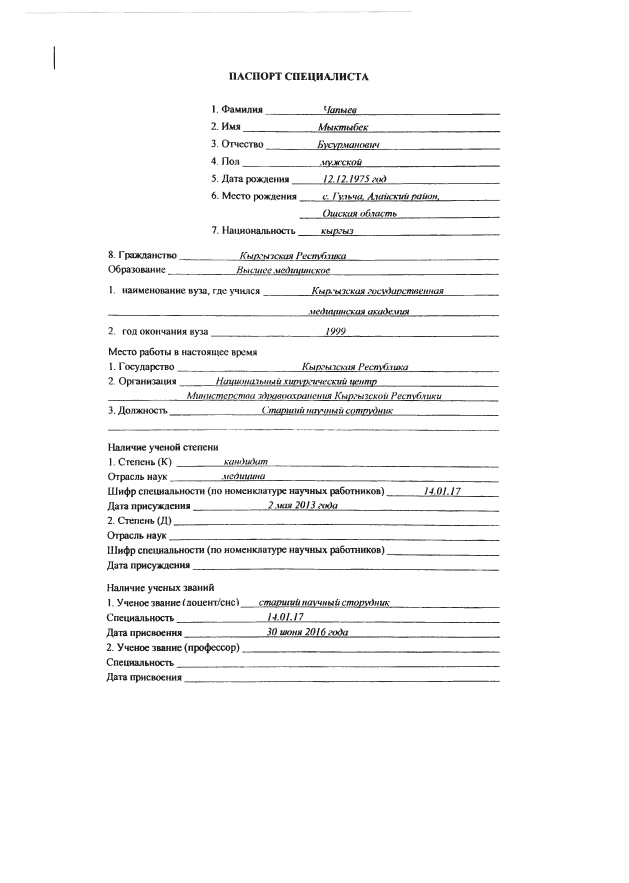 ПАСПОРТ СПЕЦИАЛИСТА
1. Фамилия Чапыев
2. Имя Мыктыбек
3. Отчество Бусурманович
4. Пол мужской
5. Дата рождения 12.12.1975 год
6. Место рождения с. Гульча, Алайский район,
Ошская область
7. Национальность кыргыз
8. Гражданство Кыргызская Республика
Образование Высшее медицинское
1. наименование вуза, где учился Кыргызская государственная
медицинская академия
2. год окончания вуза 1999
Место работы в настоящее время
1. Государство Кыргызская Республика
2. Организация Национальный хирургический центр
Министерства здравоохранения Кыргызской Республики
3. Должность Старший научный сотрудник
Наличие ученой степени
1. Степень (К) кандидат
Отрасль наук медицина
Шифр специальности (по номенклатуре научных работников) 14.01.17
Дата присуждения 2 мая 2013 года
2. Степень (Д)
Отрасль наук
Шифр специальности (по номенклатуре научных работников)
Дата присуждения
Наличие ученых званий
1. Ученое звание (доцент/снс) старший научный сторудник
Специальность 14.01.17
Дата присвоения 30 июня 2016 года
2. Ученое звание (профессор)
Специальность
Дата присвоения